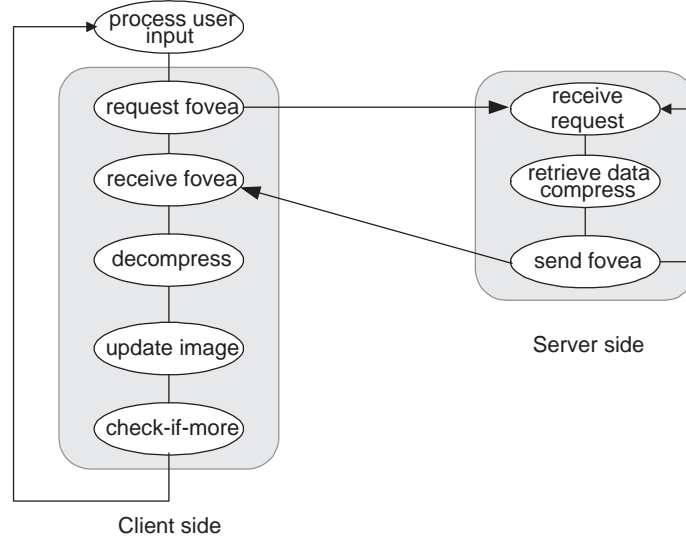 process user
input
request fovea
receive fovea
decompress
update image
check-if-more
Client side
receive
request
retrieve data
compress
send fovea
Server side